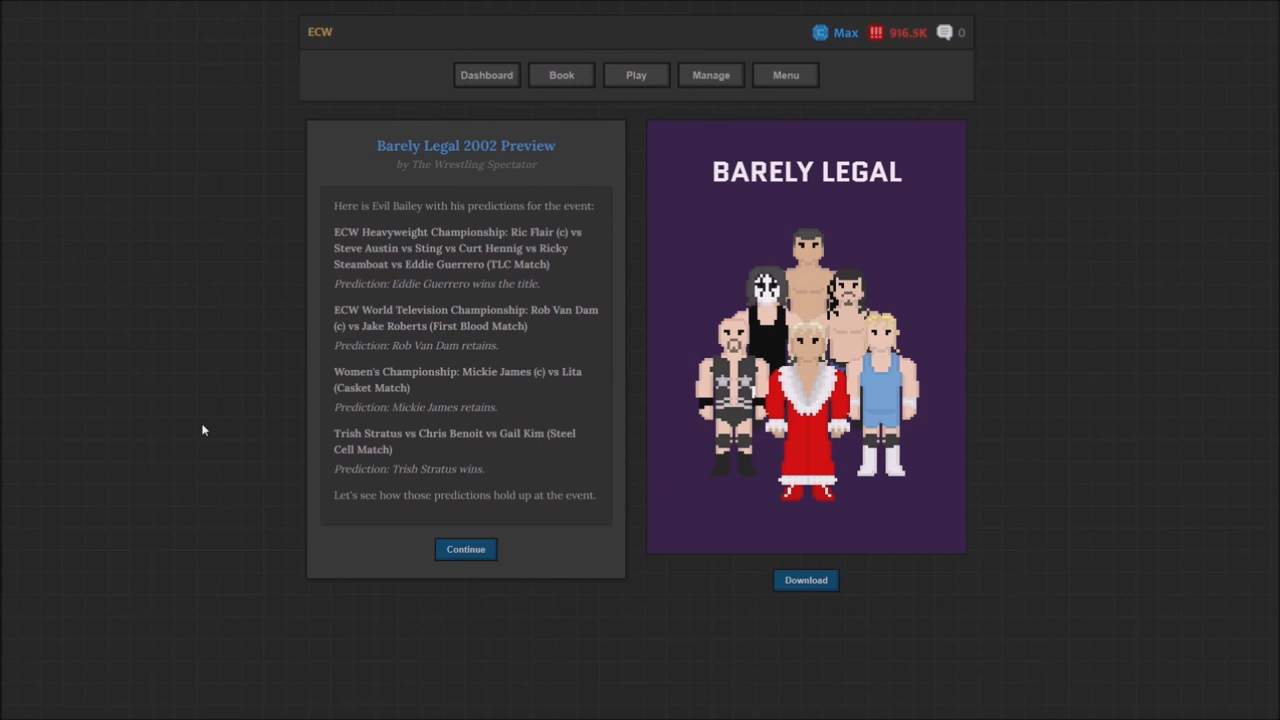 ECW
Max
916.5K
0
Dashboard
Book
Play
Manage
Menu
Barely Legal 2002 Preview
by The Wrestling Spectator
Here is Evil Bailey with his predictions for the event:
ECW Heavyweight Championship: Ric Flair (c) vs
Steve Austin vs Sting vs Curt Hennig vs Ricky
Steamboat vs Eddie Guerrero (TLC Match)
Prediction: Eddie Guerrero wins the title.
ECW World Television Championship: Rob Van Dam
(c) vs Jake Roberts (First Blood Match)
Prediction: Rob Van Dam retains.
Women's Championship: Mickie James (c) vs Lita
(Casket Match)
Prediction: Mickie James retains.
Trish Stratus vs Chris Benoit vs Gail Kim (Steel
Cell Match)
Prediction: Trish Stratus wins.
Let's see how those predictions hold up at the event.
Continue
BARELY LEGAL
Download